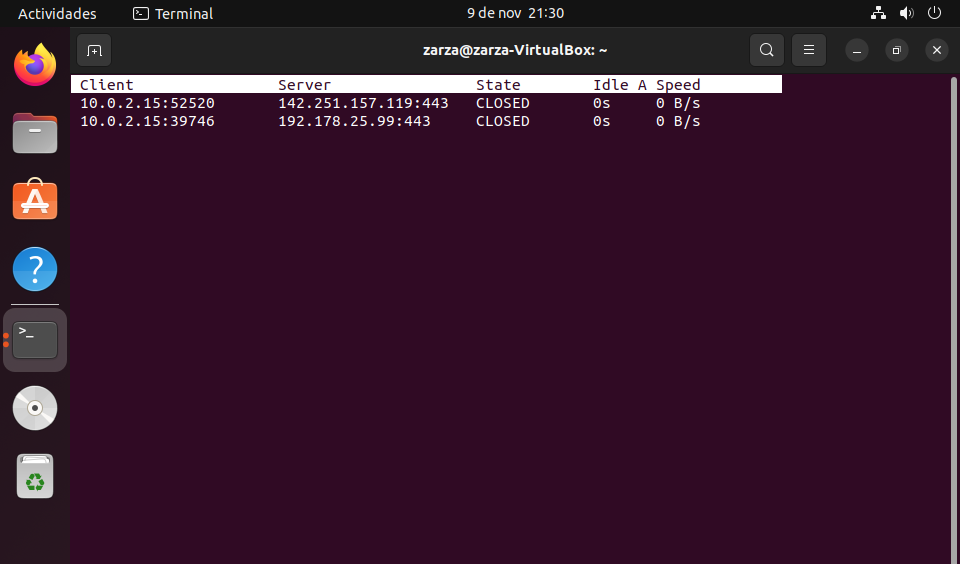 Actividades Terminal 9 de nov 21:30
zarza@zarza-VirtualBox: ~
Client Server State Idle A Speed
10.0.2.15:52520 142.251.157.119:443 CLOSED 0s 0 B/s
10.0.2.15:39746 192.178.25.99:443 CLOSED 0s 0 B/s